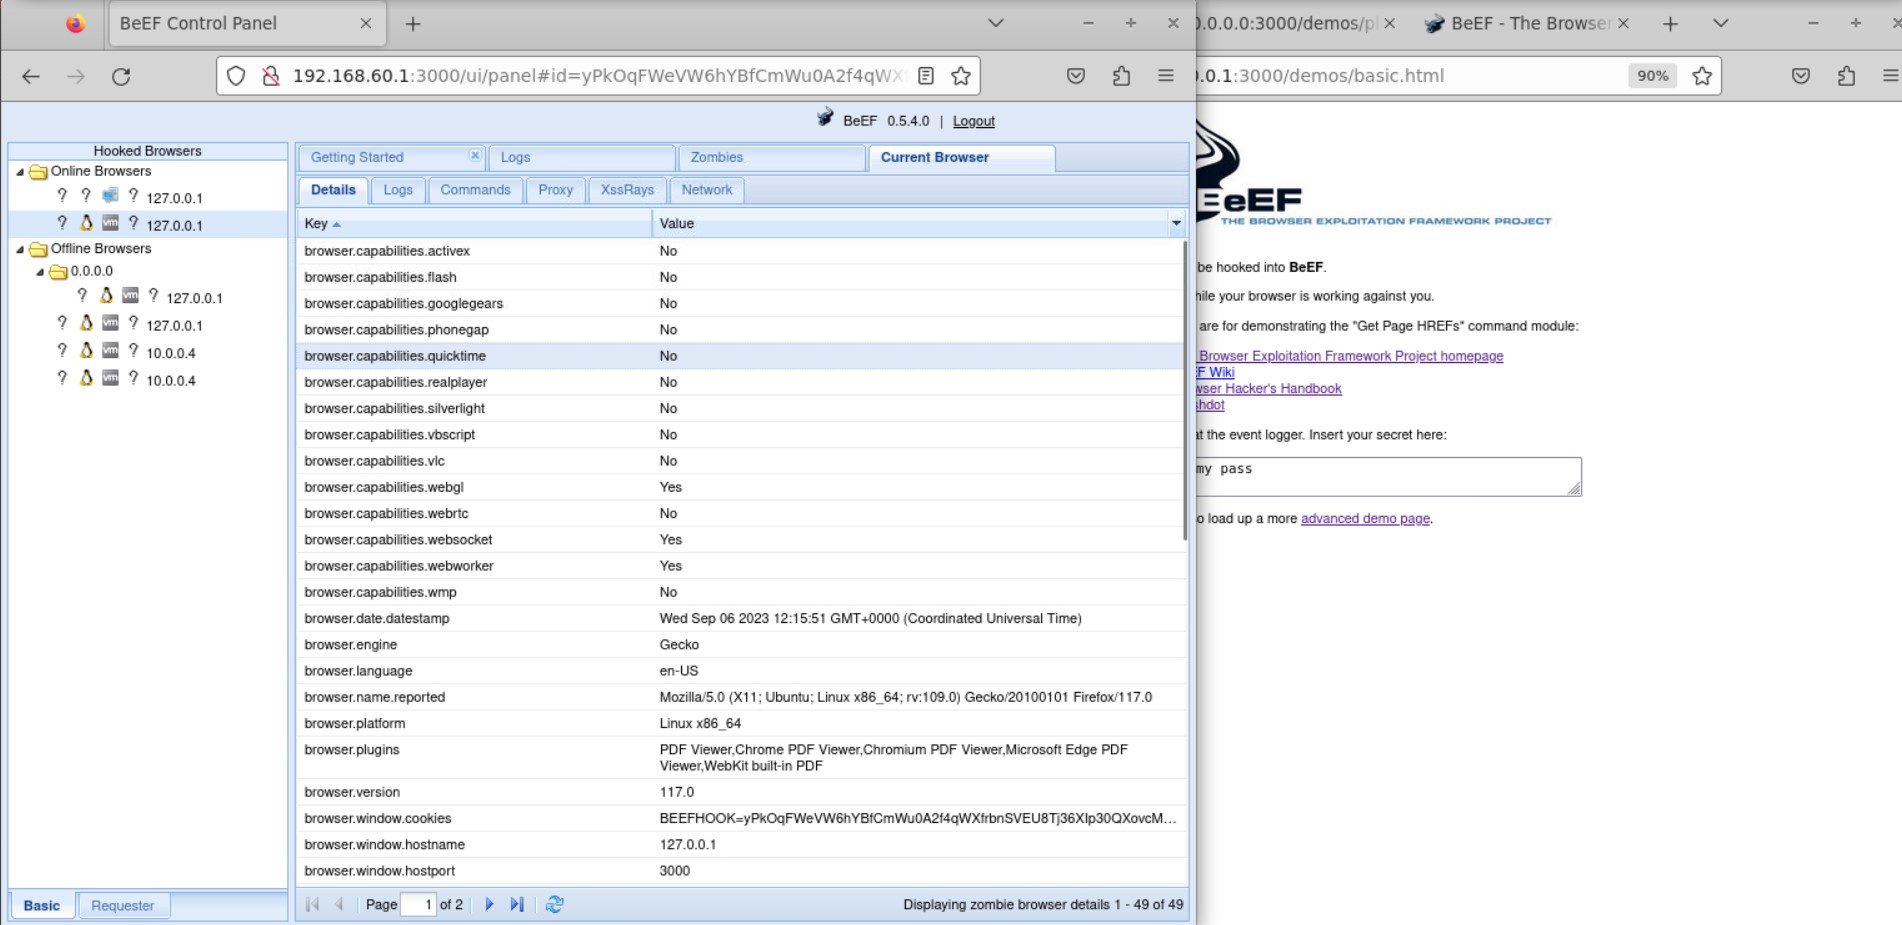 BeEF Control Panel
0.0.0.0:3000/demos/pl
BeEF - The Browser
192.168.60.1:3000/ui/panel#id=yPkOqFWeVW6hYBfCmWu0A2f4qWX
0.0.1:3000/demos/basic.html
90%
BeEF 0.5.4.0 | Logout
Hooked Browsers
Online Browsers
? ? ? 127.0.0.1
? vm ? 127.0.0.1
Offline Browsers
0.0.0.0
? vm ? 127.0.0.1
? vm ? 127.0.0.1
? vm ? 10.0.0.4
? vm ? 10.0.0.4
Basic
Requester
Getting Started
Logs
Zombies
Current Browser
Details
Logs
Commands
Proxy
XssRays
Network
Key Value
browser.capabilities.activex No
browser.capabilities.flash No
browser.capabilities.googlegears No
browser.capabilities.phonegap No
browser.capabilities.quicktime No
browser.capabilities.realplayer No
browser.capabilities.silverlight No
browser.capabilities.vbscript No
browser.capabilities.vlc No
browser.capabilities.webgl Yes
browser.capabilities.webrtc No
browser.capabilities.websocket Yes
browser.capabilities.webworker Yes
browser.capabilities.wmp No
browser.date.datestamp Wed Sep 06 2023 12:15:51 GMT+0000 (Coordinated Universal Time)
browser.engine Gecko
browser.language en-US
browser.name.reported Mozilla/5.0 (X11; Ubuntu; Linux x86_64; rv:109.0) Gecko/20100101 Firefox/117.0
browser.platform Linux x86_64
browser.plugins PDF Viewer,Chrome PDF Viewer,Chromium PDF Viewer,Microsoft Edge PDF
Viewer,WebKit built-in PDF
browser.version 117.0
browser.window.cookies BEEFHOOK=yPkOqFWeVW6hYBfCmWu0A2f4qWXfrbnSVEU8Tj36XIp30QXovcM...
browser.window.hostname 127.0.0.1
browser.window.hostport 3000
Page 1 of 2
Displaying zombie browser details 1 - 49 of 49
EeEF
THE BROWSER EXPLOITATION FRAMEWORK PROJECT
be hooked into BeEF.
hile your browser is working against you.
are for demonstrating the "Get Page HREFs" command module:
Browser Exploitation Framework Project homepage
EF Wiki
wser Hacker's Handbook
shdot
at the event logger. Insert your secret here:
my pass
o load up a more advanced demo page.